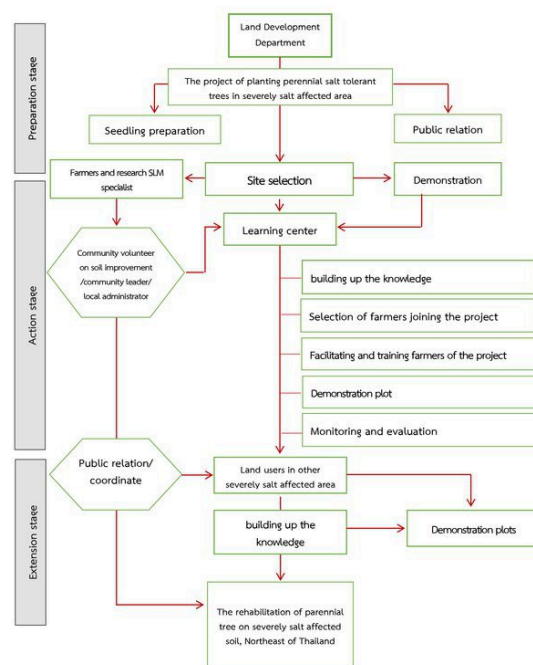 Land Development
Department
Preparation stage
The project of planting perennial salt tolerant
trees in severely salt affected area
Seedling preparation
Public relation
Farmers and research SLM
specialist
Site selection
Demonstration
Action stage
Learning center
Community volunteer
on soil improvement
/community leader/
local administrator
building up the knowledge
Selection of farmers joining the project
Facilitating and training farmers of the project
Demonstration plot
Monitoring and evaluation
Extension stage
Public relation/
coordinate
Land users in other
severely salt affected area
building up the
knowledge
Demonstration plots
The rehabilitation of parennial
tree on severely salt affected
soil, Northeast of Thailand